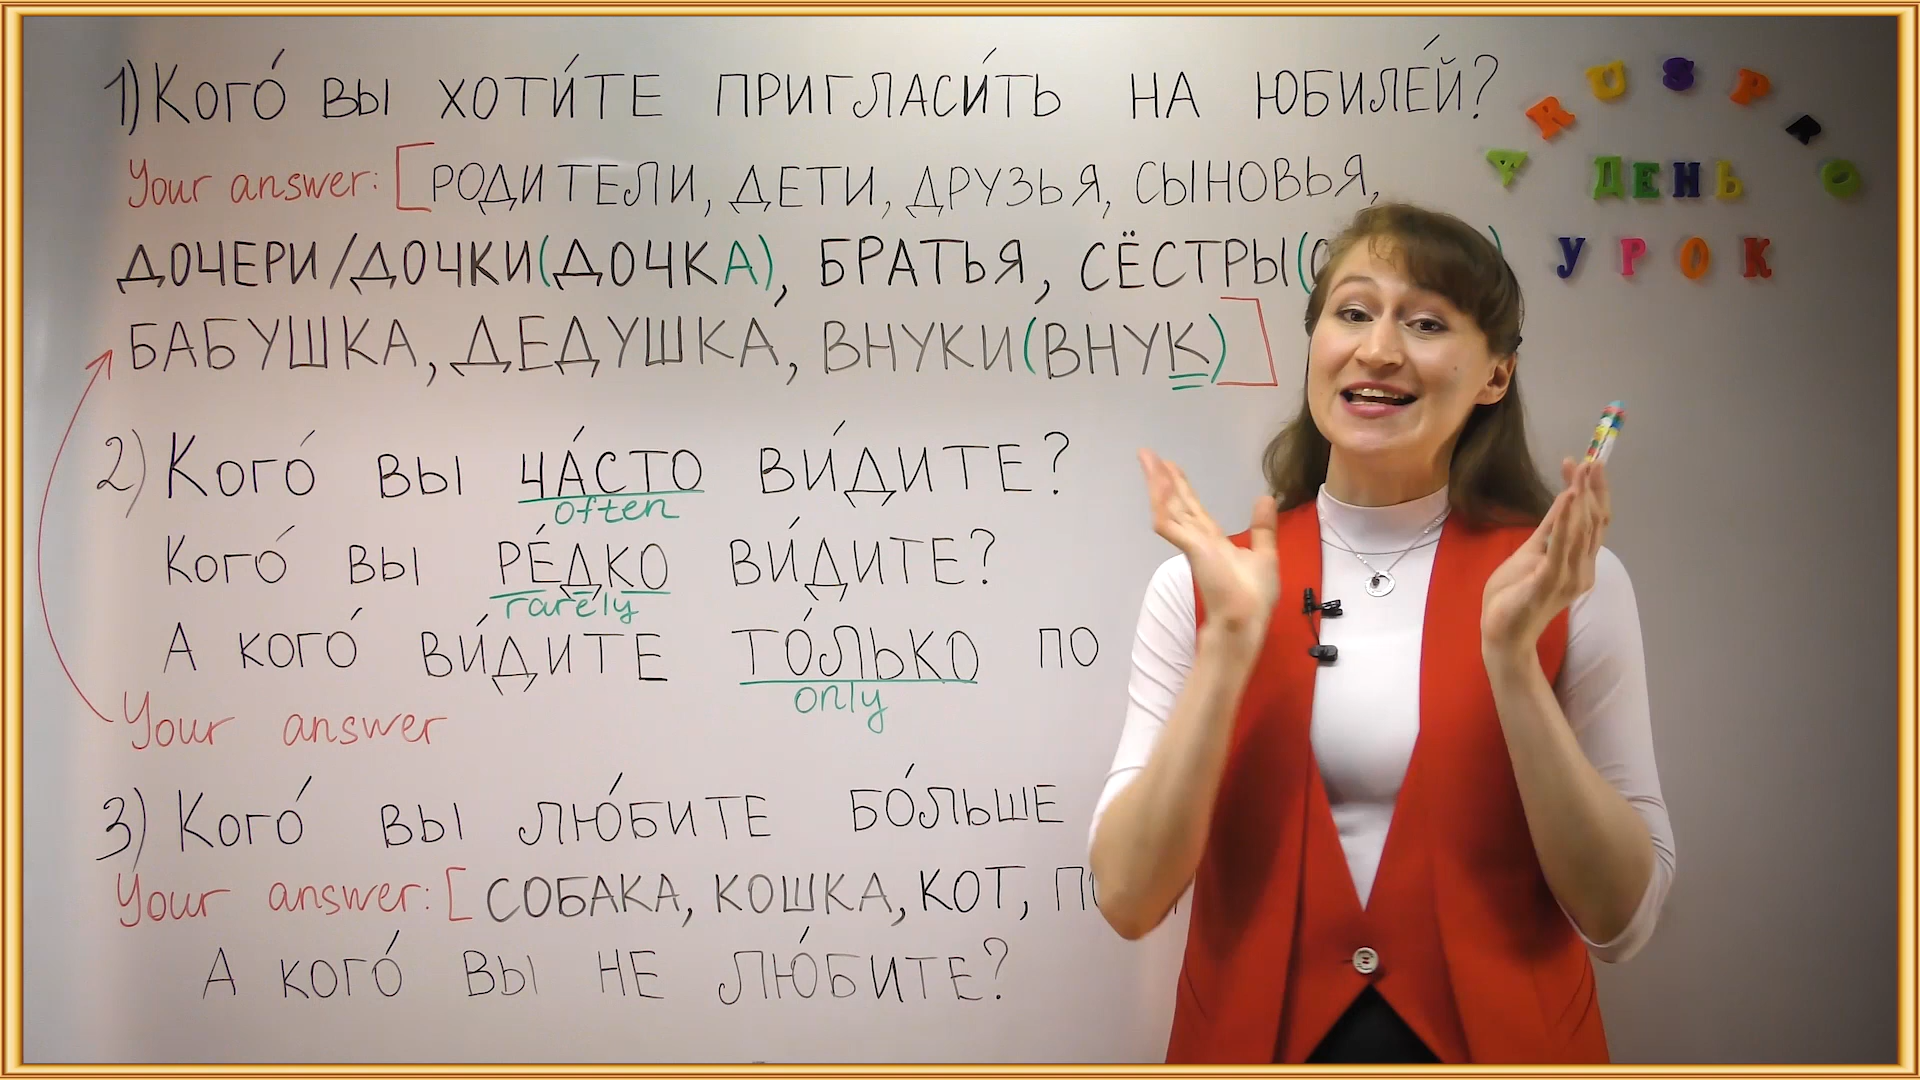 1) КОГО́ ВЫ ХОТИ́ТЕ ПРИГЛАСИ́ТЬ НА ЮБИЛЕ́Й?
Your answer: [РОДИТЕЛИ, ДЕТИ, ДРУЗЬЯ, СЫНОВЬЯ,
ДОЧЕРИ/ДОЧКИ(ДОЧКА), БРАТЬЯ, СЁСТРЫ(
БАБУШКА, ДЕДУШКА, ВНУКИ(ВНУК)]
2) КОГО́ ВЫ ЧА́СТО ВИ́ДИТЕ?
often
КОГО́ ВЫ РЕ́ДКО ВИ́ДИТЕ?
rarely
А КОГО́ ВИ́ДИТЕ ТО́ЛЬКО ПО
only
Your answer
3) КОГО́ ВЫ ЛЮ́БИТЕ БО́ЛЬШЕ
Your answer: [СОБАКА, КОШКА, КОТ,
А КОГО́ ВЫ НЕ ЛЮ́БИТЕ?
ДЕНЬ
УРОК